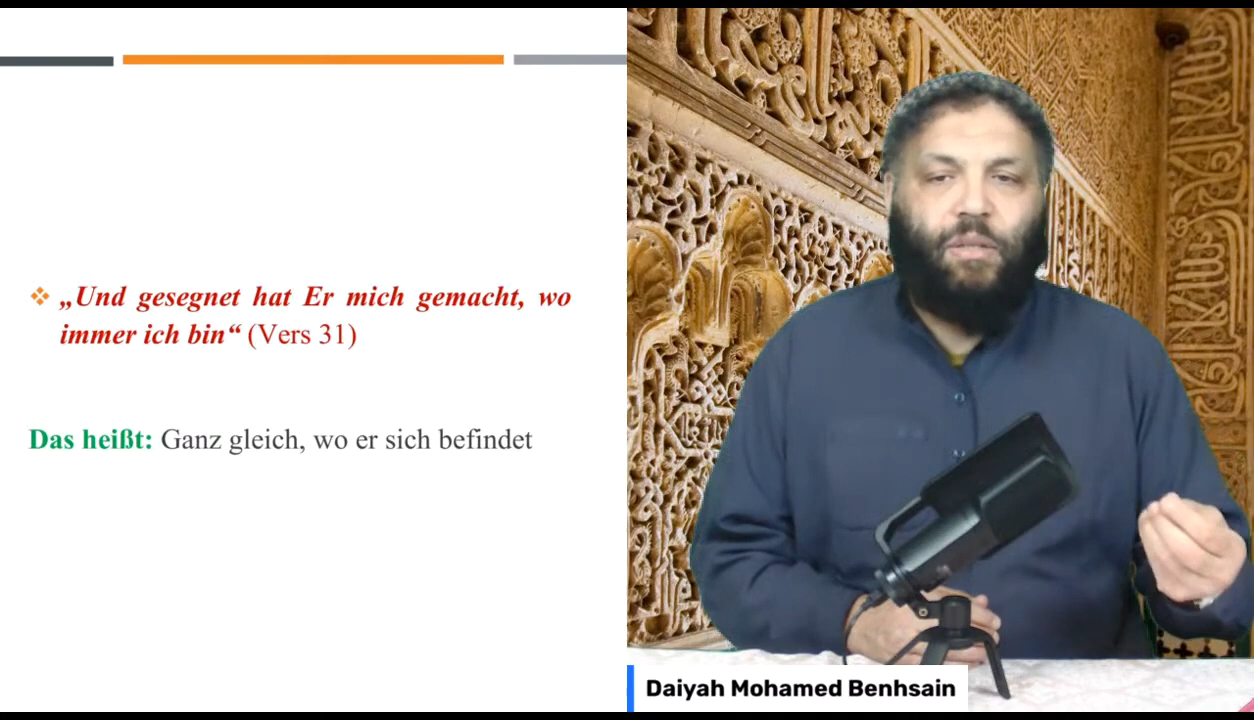 ❖ „Und gesegnet hat Er mich gemacht, wo
immer ich bin“ (Vers 31)
Das heißt: Ganz gleich, wo er sich befindet
Daiyah Mohamed Benhsain